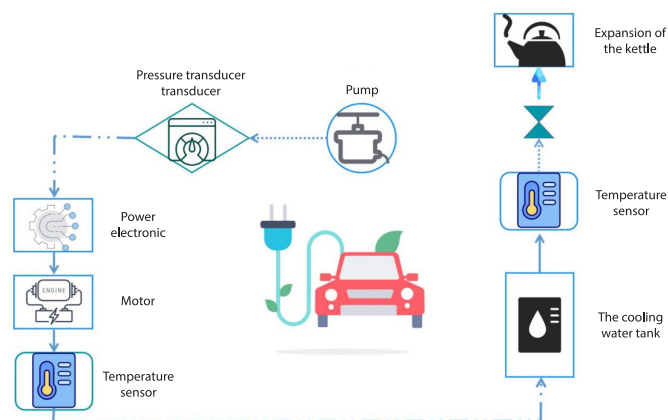 Expansion of
the kettle
Pressure transducer
transducer
Pump
Temperature
sensor
Power
electronic
ENGINE
Motor
The cooling
water tank
Temperature
sensor